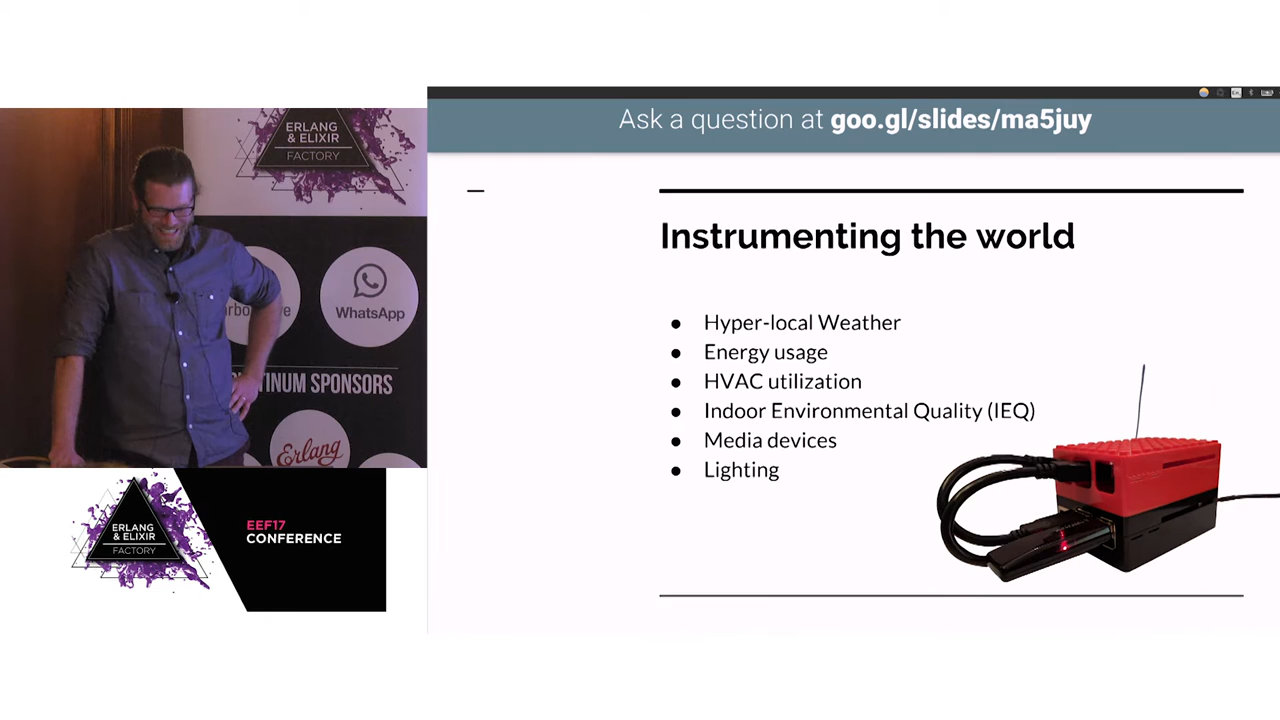 ERLANG
& ELIXIR
FACTORY
WhatsApp
TINUM SPONSORS
Erlang
ERLANG
& ELIXIR
FACTORY
EEF17
CONFERENCE
Ask a question at goo.gl/slides/ma5juy
Instrumenting the world
● Hyper-local Weather
● Energy usage
● HVAC utilization
● Indoor Environmental Quality (IEQ)
● Media devices
● Lighting